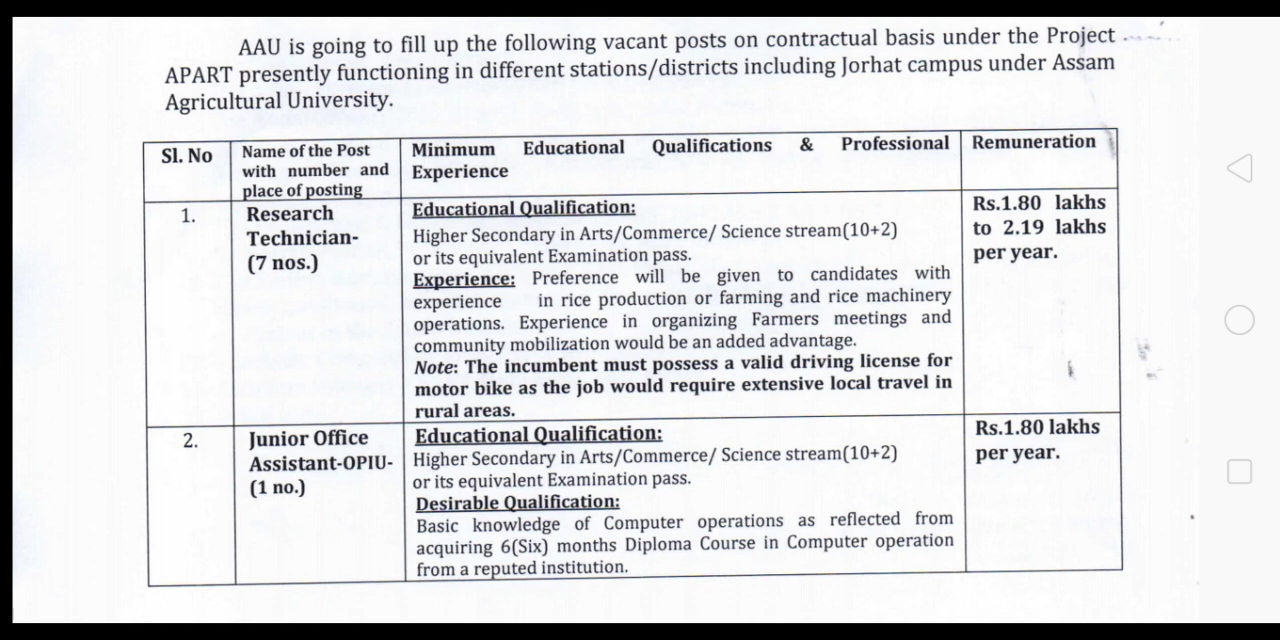 AAU is going to fill up the following vacant posts on contractual basis under the Project
APART presently functioning in different stations/districts including Jorhat campus under Assam
Agricultural University.
Sl. No
Name of the Post
with number and
place of posting
Minimum Educational Qualifications & Professional
Experience
Remuneration
1.
Research
Technician-
(7 nos.)
Educational Qualification:
Higher Secondary in Arts/Commerce/ Science stream(10+2)
or its equivalent Examination pass.
Experience: Preference will be given to candidates with
experience in rice production or farming and rice machinery
operations. Experience in organizing Farmers meetings and
community mobilization would be an added advantage.
Note: The incumbent must possess a valid driving license for
motor bike as the job would require extensive local travel in
rural areas.
Rs.1.80 lakhs
to 2.19 lakhs
per year.
2.
Junior Office
Assistant-OPIU-
(1 no.)
Educational Qualification:
Higher Secondary in Arts/Commerce/ Science stream(10+2)
or its equivalent Examination pass.
Desirable Qualification:
Basic knowledge of Computer operations as reflected from
acquiring 6(Six) months Diploma Course in Computer operation
from a reputed institution.
Rs.1.80 lakhs
per year.